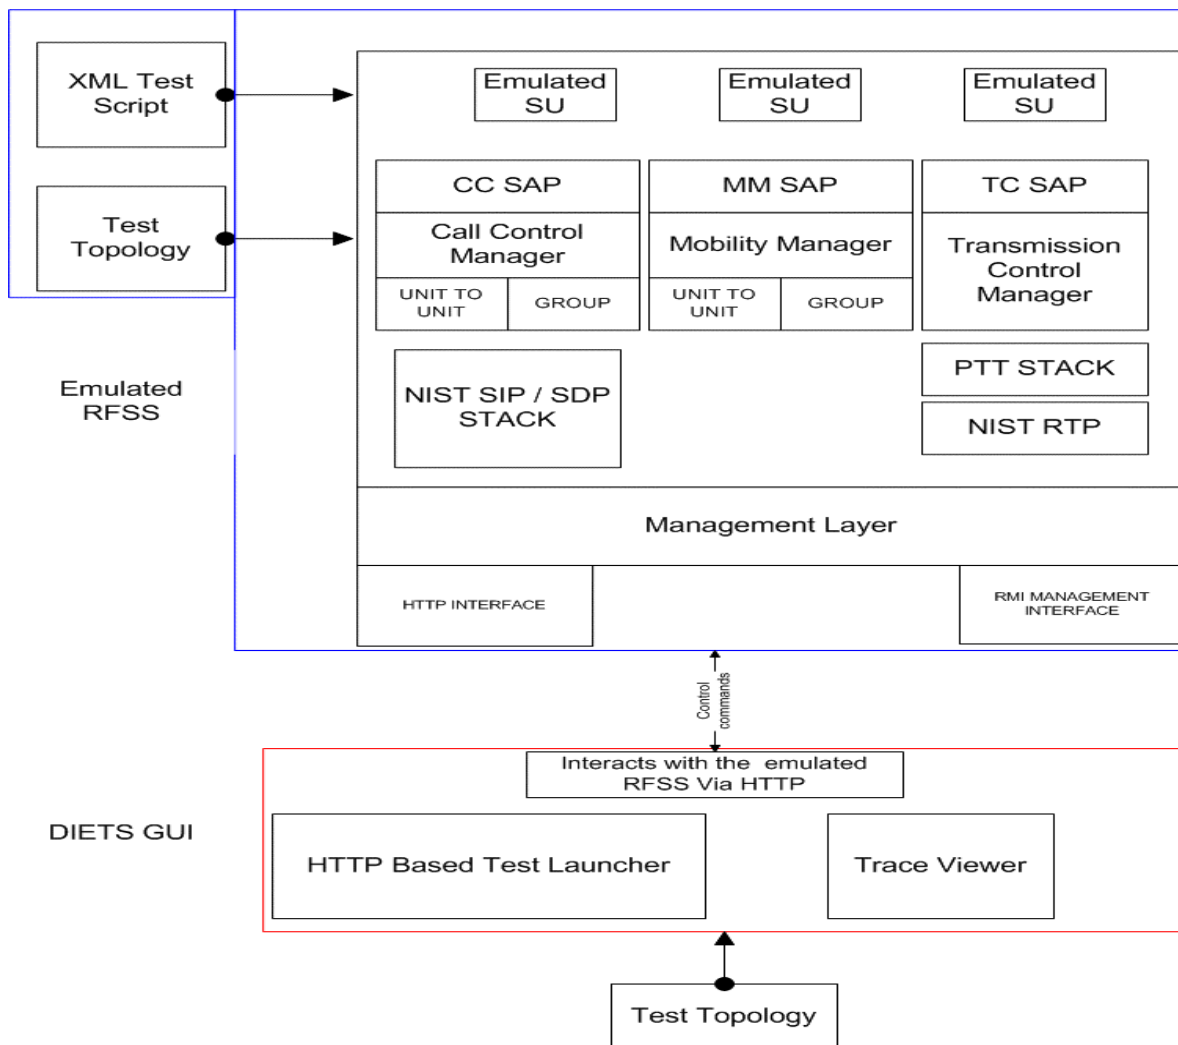 XML Test
Script
Test
Topology
Emulated
RFSS
Emulated
SU
Emulated
SU
Emulated
SU
CC SAP
MM SAP
TC SAP
Call Control
Manager
Mobility Manager
Transmission
Control
Manager
UNIT TO
UNIT
GROUP
UNIT TO
UNIT
GROUP
NIST SIP / SDP
STACK
PTT STACK
NIST RTP
Management Layer
HTTP INTERFACE
RMI MANAGEMENT
INTERFACE
Control
commands
Interacts with the emulated
RFSS Via HTTP
DIETS GUI
HTTP Based Test Launcher
Trace Viewer
Test Topology